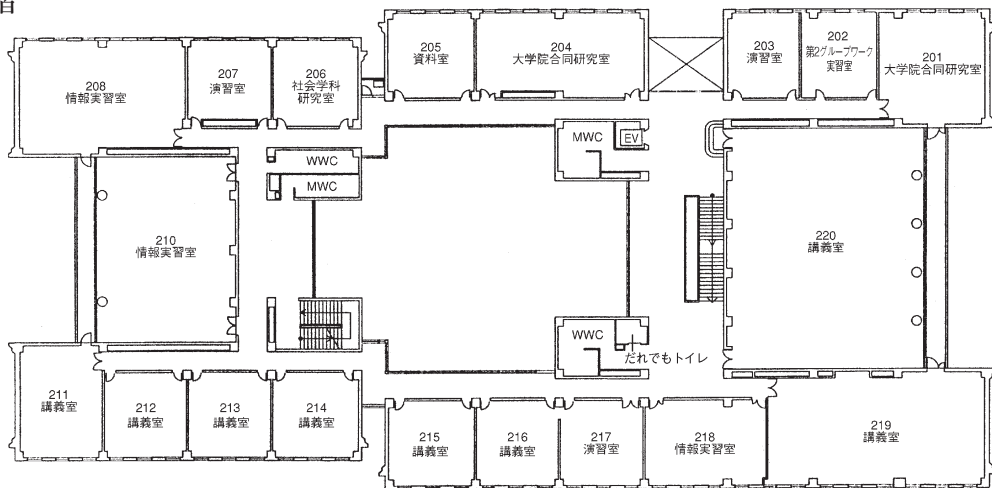 205
資料室
204
大学院合同研究室
203
演習室
202
第2グループワーク
実習室
201
大学院合同研究室
208
情報実習室
207
演習室
206
社会学科
研究室
MWC
EV
WWC
MWC
210
情報実習室
220
講義室
WWC
だれでもトイレ
211
講義室
212
講義室
213
講義室
214
講義室
215
講義室
216
講義室
217
演習室
218
情報実習室
219
講義室